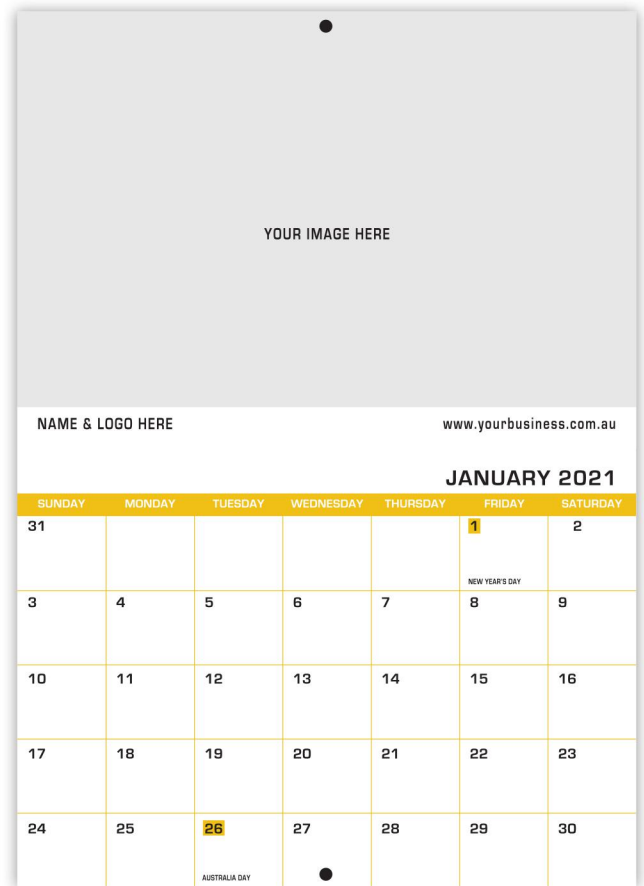 YOUR IMAGE HERE
NAME & LOGO HERE www.yourbusiness.com.au
JANUARY 2021
SUNDAY MONDAY TUESDAY WEDNESDAY THURSDAY FRIDAY SATURDAY
31 1 2
NEW YEAR'S DAY
3 4 5 6 7 8 9
10 11 12 13 14 15 16
17 18 19 20 21 22 23
24 25 26 27 28 29 30
AUSTRALIA DAY